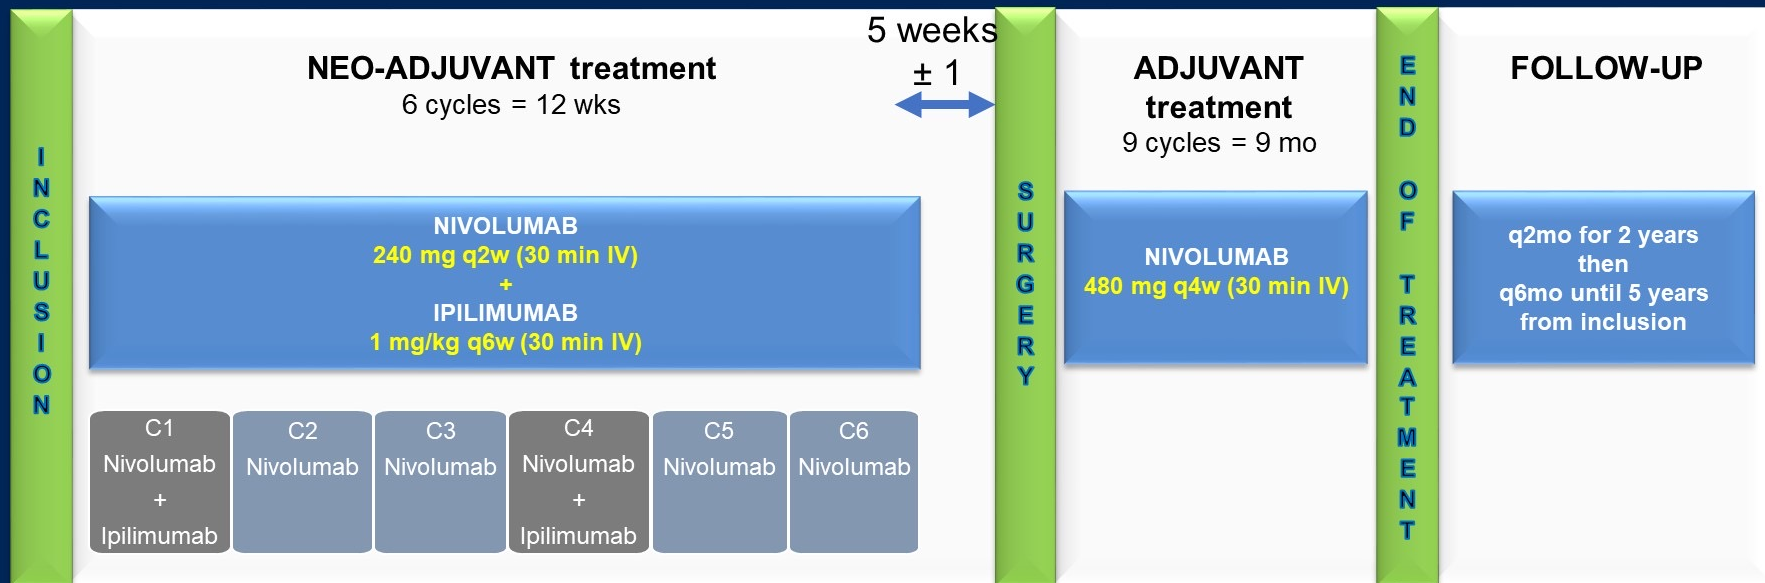 INCLUSION
NEO-ADJUVANT treatment
6 cycles = 12 wks
5 weeks
± 1
NIVOLUMAB
240 mg q2w (30 min IV)
+
IPILIMUMAB
1 mg/kg q6w (30 min IV)
C1
Nivolumab
+
Ipilimumab
C2
Nivolumab
C3
Nivolumab
C4
Nivolumab
+
Ipilimumab
C5
Nivolumab
C6
Nivolumab
SURGERY
ADJUVANT
treatment
9 cycles = 9 mo
NIVOLUMAB
480 mg q4w (30 min IV)
END OF TREATMENT
FOLLOW-UP
q2mo for 2 years
then
q6mo until 5 years
from inclusion